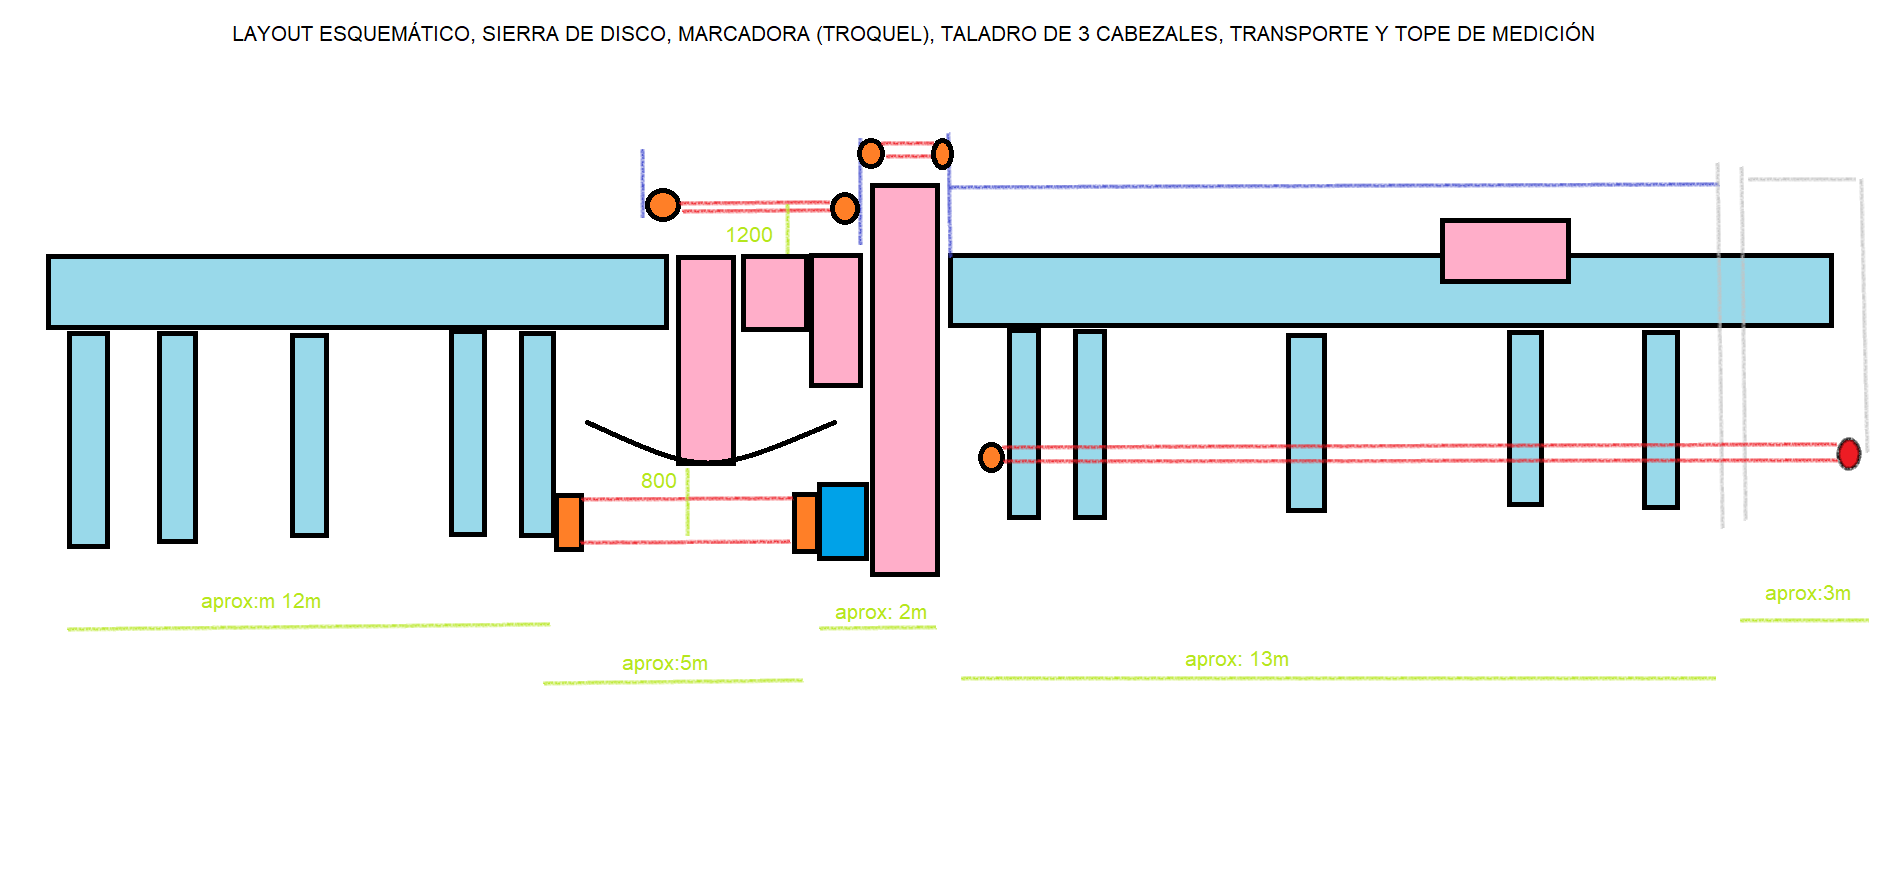 LAYOUT ESQUEMÁTICO, SIERRA DE DISCO, MARCADORA (TROQUEL), TALADRO DE 3 CABEZALES, TRANSPORTE Y TOPE DE MEDICIÓN
1200
800
aprox:m 12m
aprox: 2m
aprox:3m
aprox:5m
aprox: 13m